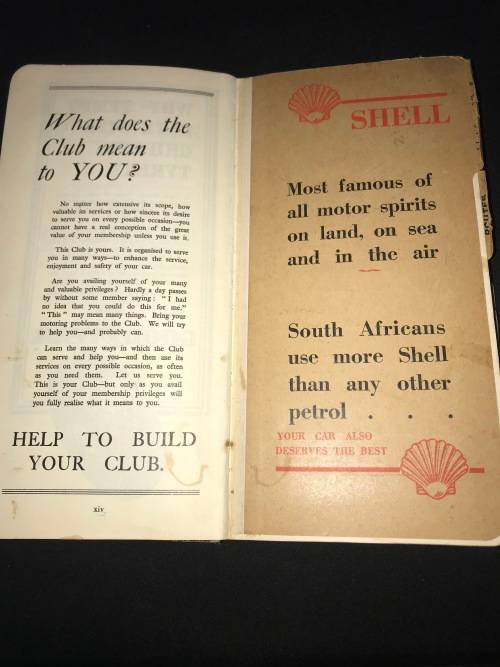 What does the
Club mean
to YOU?
No matter how extensive its scope, how
valuable its services or how sincere its desire
to serve you on every possible occasion—you
cannot have a real conception of the great
value of your membership unless you use it.
This Club is yours. It is organised to serve
you in many ways—to enhance the service,
enjoyment and safety of your car.
Are you availing yourself of your many
and valuable privileges? Hardly a day passes
by without some member saying: "I had
no idea that you could do this for me."
"This" may mean many things. Bring your
motoring problems to the Club. We will try
to help you—and probably can.
Learn the many ways in which the Club
can serve and help you—and then use its
services on every possible occasion, as often
as you need them. Let us serve you.
This is your Club—but only as you avail
yourself of your membership privileges will
you fully realise what it means to you.
HELP TO BUILD
YOUR CLUB.
xiv
SHELL
Most famous of
all motor spirits
on land, on sea
and in the air
South Africans
use more Shell
than any other
petrol . . .
YOUR CAR ALSO
DESERVES THE BEST